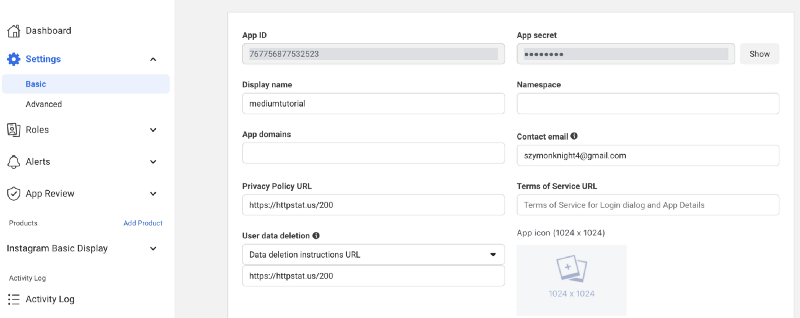 Dashboard
Settings
Basic
Advanced
Roles
Alerts
App Review
Products Add Product
Instagram Basic Display
Activity Log
Activity Log
App ID
767756877532523
App secret
●●●●●●●●
Show
Display name
mediumtutorial
Namespace
App domains
Contact email
szymonknight4@gmail.com
Privacy Policy URL
https://httpstat.us/200
Terms of Service URL
Terms of Service for Login dialog and App Details
User data deletion
Data deletion instructions URL
https://httpstat.us/200
App icon (1024 x 1024)
1024 x 1024